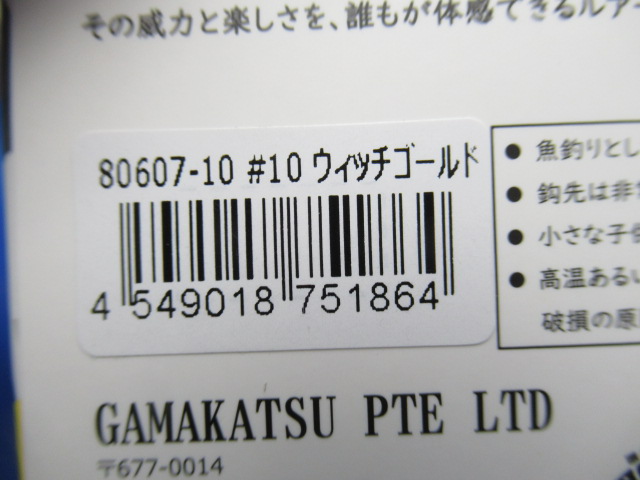 その威力と楽しさを、誰もが体感できるルアー
80607-10 #10 ウィッチゴールド
4 549018 751864
● 魚釣りとし
● 鈎先は非常
● 小さな子供
● 高温あるい
破損の原
GAMAKATSU PTE LTD
〒677-0014